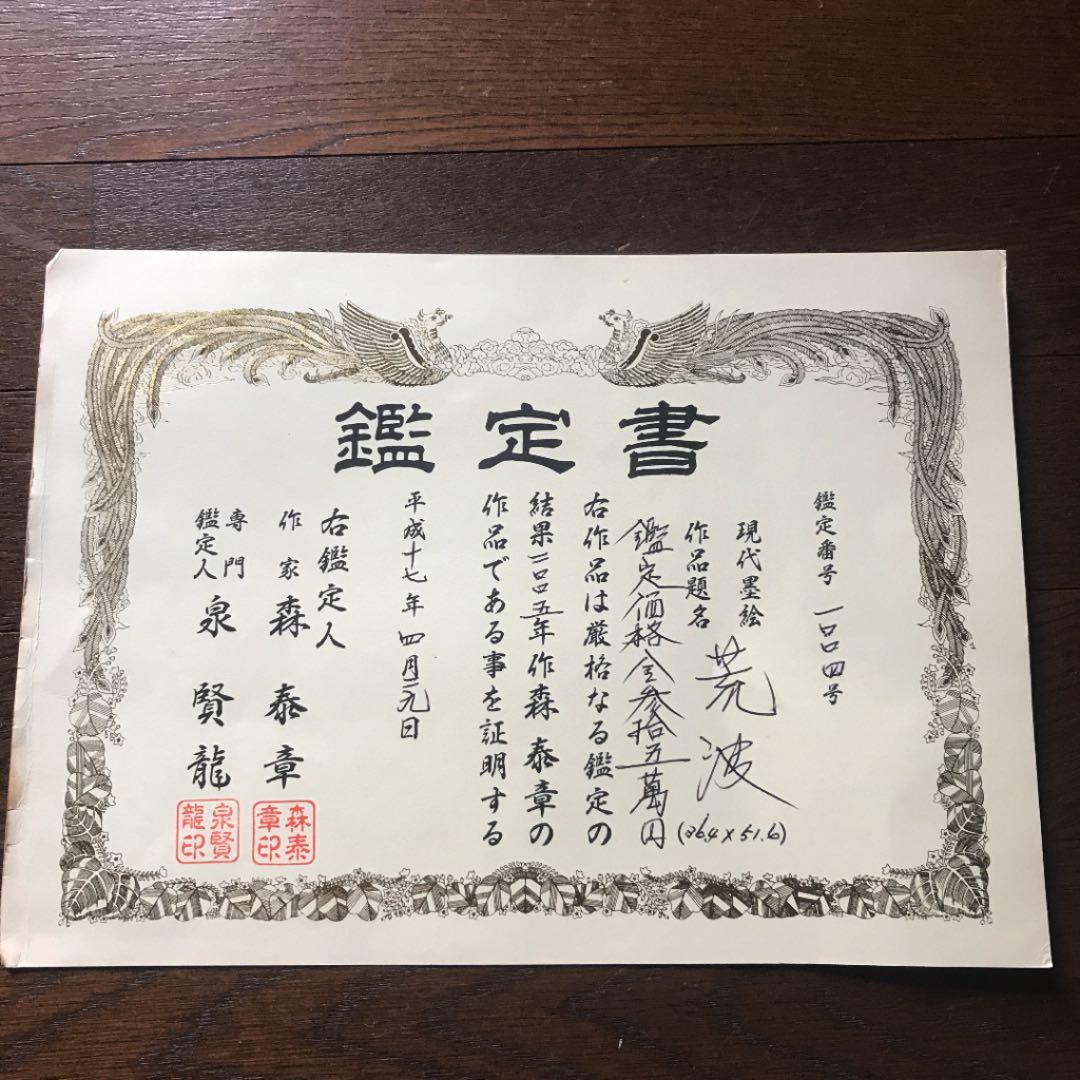 鑑定書
鑑定番号 一〇〇四号
現代墨絵
作品題名 荒波
(26.4×51.6)
鑑定価格金参拾五萬円
右作品は厳格なる鑑定の
結果二〇〇五年作森泰章の
作品である事を証明する
平成十七年四月元日
右鑑定人
作家 森泰章
森泰章印
専門鑑定人 泉賢龍
泉賢龍印